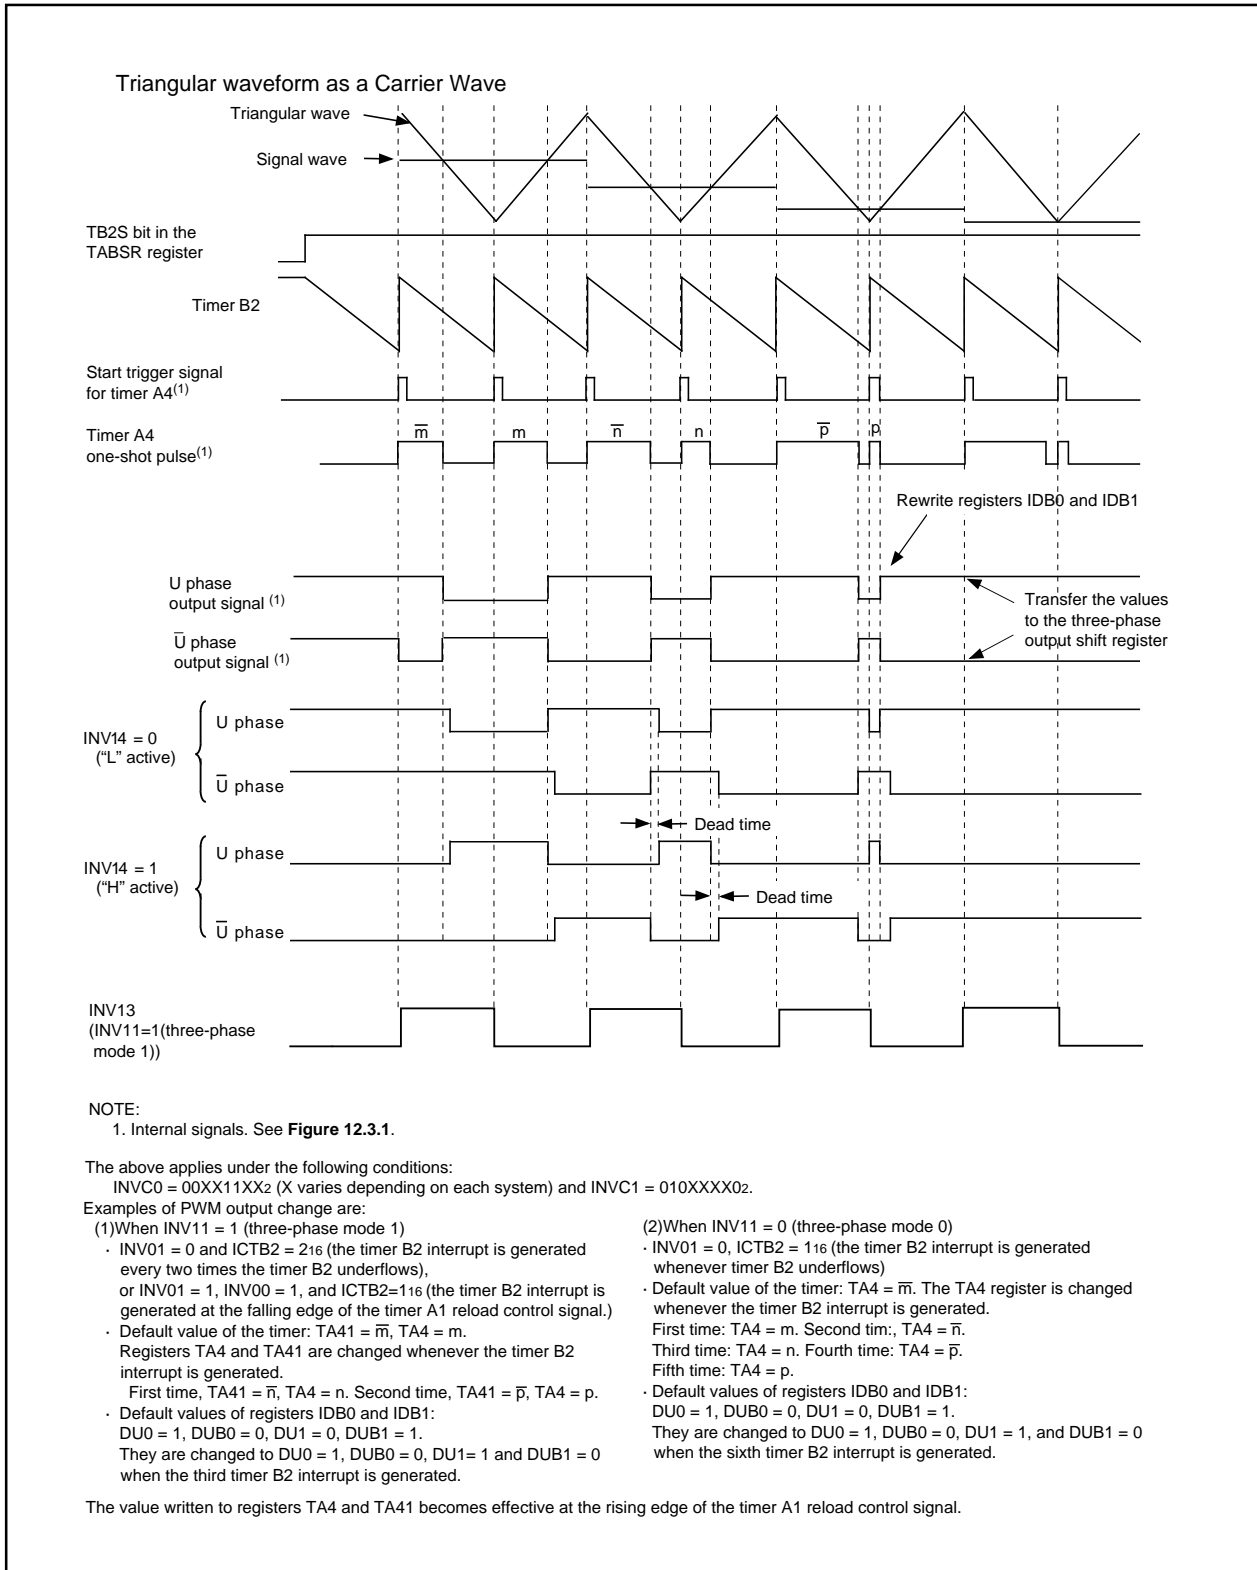 Triangular waveform as a Carrier Wave
Triangular wave
Signal wave
TB2S bit in the
TABSR register
Timer B2
Start trigger signal
for timer A4(1)
Timer A4
one-shot pulse(1)
m̅ m n̅ n p̅ p
Rewrite registers IDB0 and IDB1
U phase
output signal (1)
Transfer the values
to the three-phase
output shift register
U̅ phase
output signal (1)
INV14 = 0
("L" active)
U phase
U̅ phase
Dead time
INV14 = 1
("H" active)
U phase
Dead time
U̅ phase
INV13
(INV11=1(three-phase
mode 1))
NOTE:
1. Internal signals. See Figure 12.3.1.
The above applies under the following conditions:
INVC0 = 00XX11XX2 (X varies depending on each system) and INVC1 = 010XXXX02.
Examples of PWM output change are:
(1)When INV11 = 1 (three-phase mode 1)
· INV01 = 0 and ICTB2 = 216 (the timer B2 interrupt is generated
every two times the timer B2 underflows),
or INV01 = 1, INV00 = 1, and ICTB2=116 (the timer B2 interrupt is
generated at the falling edge of the timer A1 reload control signal.)
· Default value of the timer: TA41 = m̅, TA4 = m.
Registers TA4 and TA41 are changed whenever the timer B2
interrupt is generated.
First time, TA41 = n̅, TA4 = n. Second time, TA41 = p̅, TA4 = p.
· Default values of registers IDB0 and IDB1:
DU0 = 1, DUB0 = 0, DU1 = 0, DUB1 = 1.
They are changed to DU0 = 1, DUB0 = 0, DU1= 1 and DUB1 = 0
when the third timer B2 interrupt is generated.
(2)When INV11 = 0 (three-phase mode 0)
· INV01 = 0, ICTB2 = 116 (the timer B2 interrupt is generated
whenever timer B2 underflows)
· Default value of the timer: TA4 = m̅. The TA4 register is changed
whenever the timer B2 interrupt is generated.
First time: TA4 = m. Second tim:, TA4 = n̅.
Third time: TA4 = n. Fourth time: TA4 = p̅.
Fifth time: TA4 = p.
· Default values of registers IDB0 and IDB1:
DU0 = 1, DUB0 = 0, DU1 = 0, DUB1 = 1.
They are changed to DU0 = 1, DUB0 = 0, DU1 = 1, and DUB1 = 0
when the sixth timer B2 interrupt is generated.
The value written to registers TA4 and TA41 becomes effective at the rising edge of the timer A1 reload control signal.